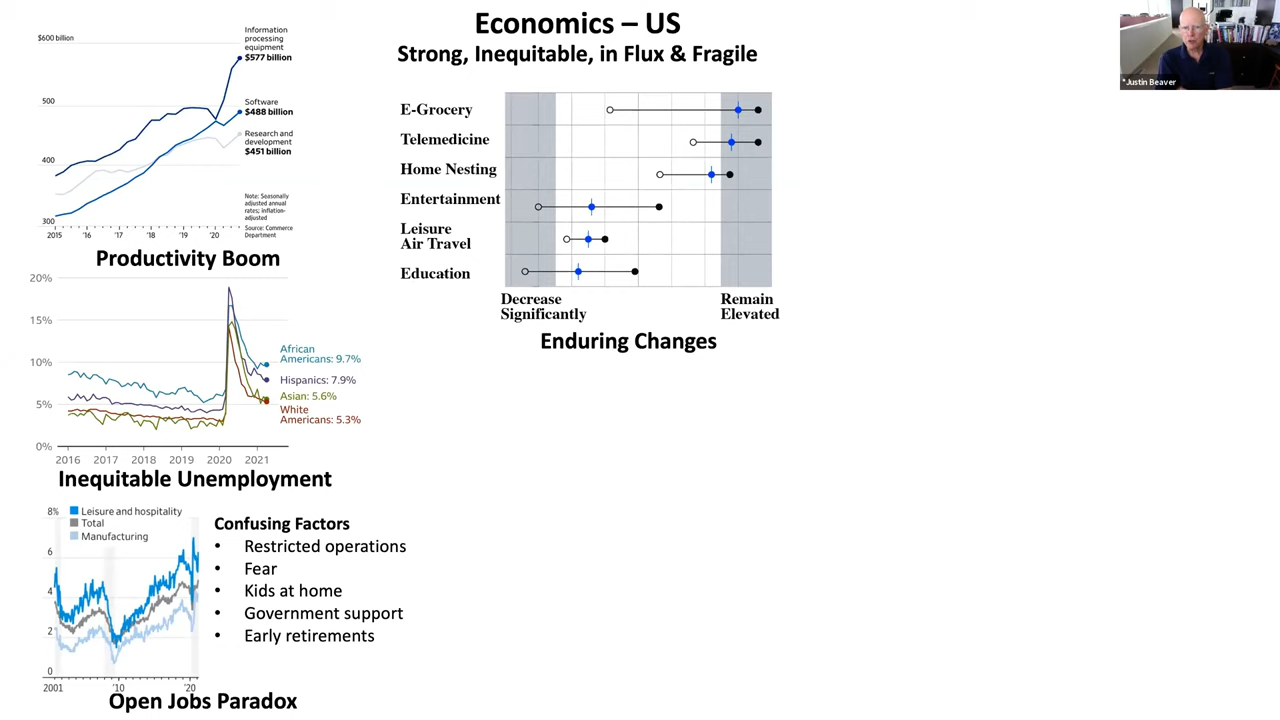 Economics – US
Strong, Inequitable, in Flux & Fragile
$600 billion
500
400
300
2015
'16
'17
'18
'19
'20
Information
processing
equipment
$577 billion
Software
$488 billion
Research and
development
$451 billion
Note: Seasonally
adjusted annual
rates; inflation-
adjusted
Source: Commerce
Department
Productivity Boom
20%
15%
10%
5%
0%
2016
2017
2018
2019
2020
2021
African
Americans: 9.7%
Hispanics: 7.9%
Asian: 5.6%
White
Americans: 5.3%
Inequitable Unemployment
8%
6
4
2
0
2001
'10
'20
Leisure and hospitality
Total
Manufacturing
Open Jobs Paradox
Confusing Factors
• Restricted operations
• Fear
• Kids at home
• Government support
• Early retirements
E-Grocery
Telemedicine
Home Nesting
Entertainment
Leisure
Air Travel
Education
Decrease
Significantly
Remain
Elevated
Enduring Changes
*Justin Beaver